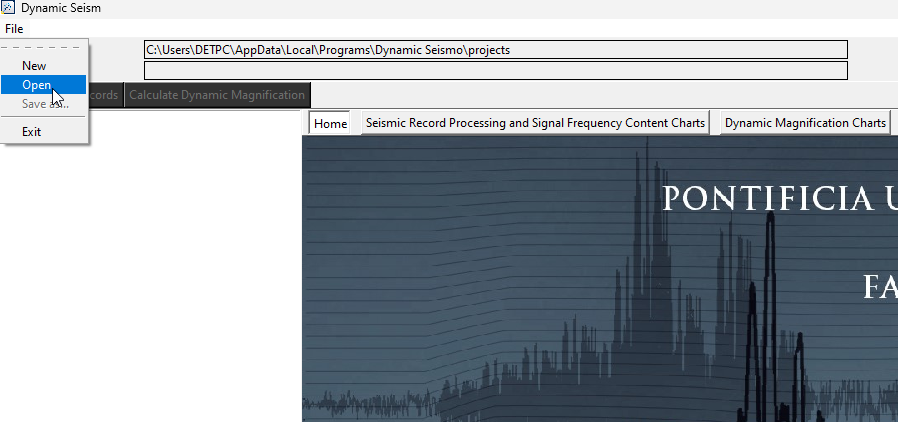 Dynamic Seism
File
C:\Users\DETPC\AppData\Local\Programs\Dynamic Seismo\projects
New
Open
Save as...
cords
Calculate Dynamic Magnification
Exit
Home
Seismic Record Processing and Signal Frequency Content Charts
Dynamic Magnification Charts
PONTIFICIA U
FA